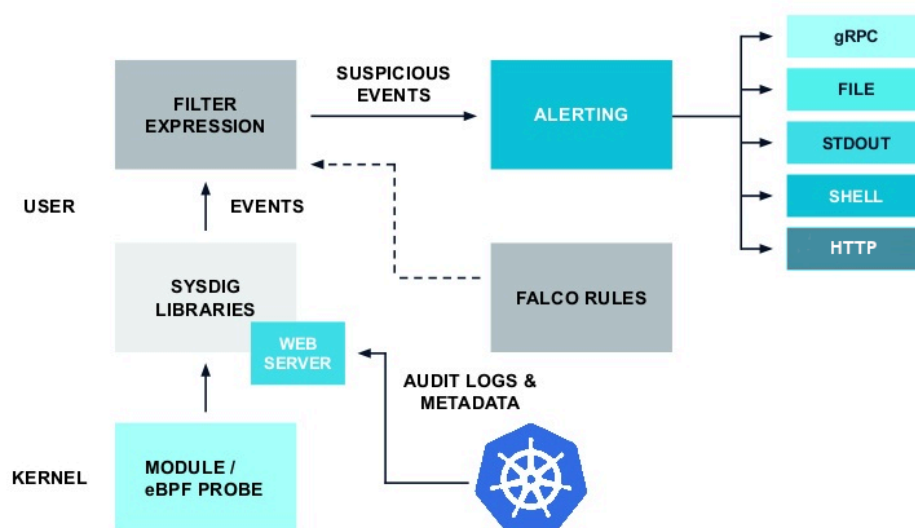 gRPC
SUSPICIOUS
EVENTS
FILTER
EXPRESSION
ALERTING
FILE
STDOUT
SHELL
HTTP
USER
EVENTS
SYSDIG
LIBRARIES
WEB
SERVER
FALCO RULES
AUDIT LOGS &
METADATA
KERNEL
MODULE /
eBPF PROBE